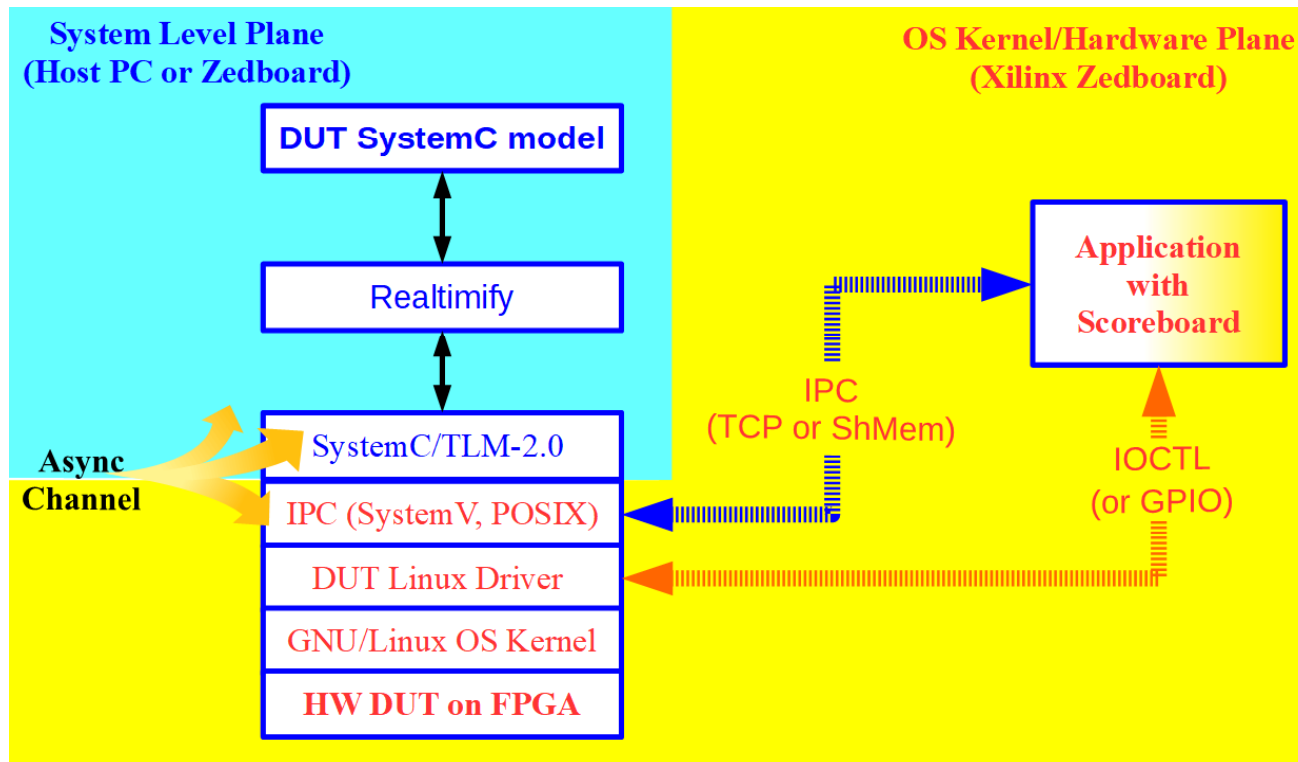 System Level Plane
(Host PC or Zedboard)
OS Kernel/Hardware Plane
(Xilinx Zedboard)
DUT SystemC model
Realtimify
Application
with
Scoreboard
IPC
(TCP or ShMem)
IOCTL
(or GPIO)
Async
Channel
SystemC/TLM-2.0
IPC (SystemV, POSIX)
DUT Linux Driver
GNU/Linux OS Kernel
HW DUT on FPGA